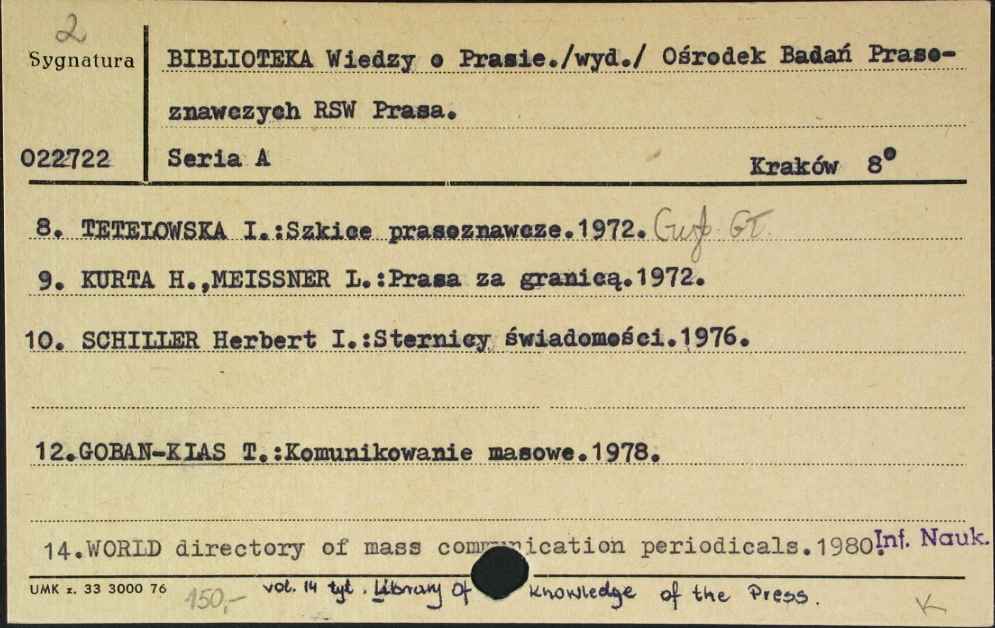 2
Sygnatura
BIBLIOTEKA Wiedzy o Prasie./wyd./ Ośrodek Badań Praso-
znawczych RSW Prasa.
022722
Seria A
Kraków 8°
8. TETELOWSKA I.:Szkice prasoznawcze.1972.
9. KURTA H.,MEISSNER L.:Prasa za granicą.1972.
10. SCHILLER Herbert I.:Sternicy świadomości.1976.
12.GOBAN-KLAS T.:Komunikowanie masowe.1978.
14.WORLD directory of mass communication periodicals.1980. Inf. Nauk.
UMK z. 33 3000 76
150,-
vol. 14 tyt. Library of knowledge of the Press.
K